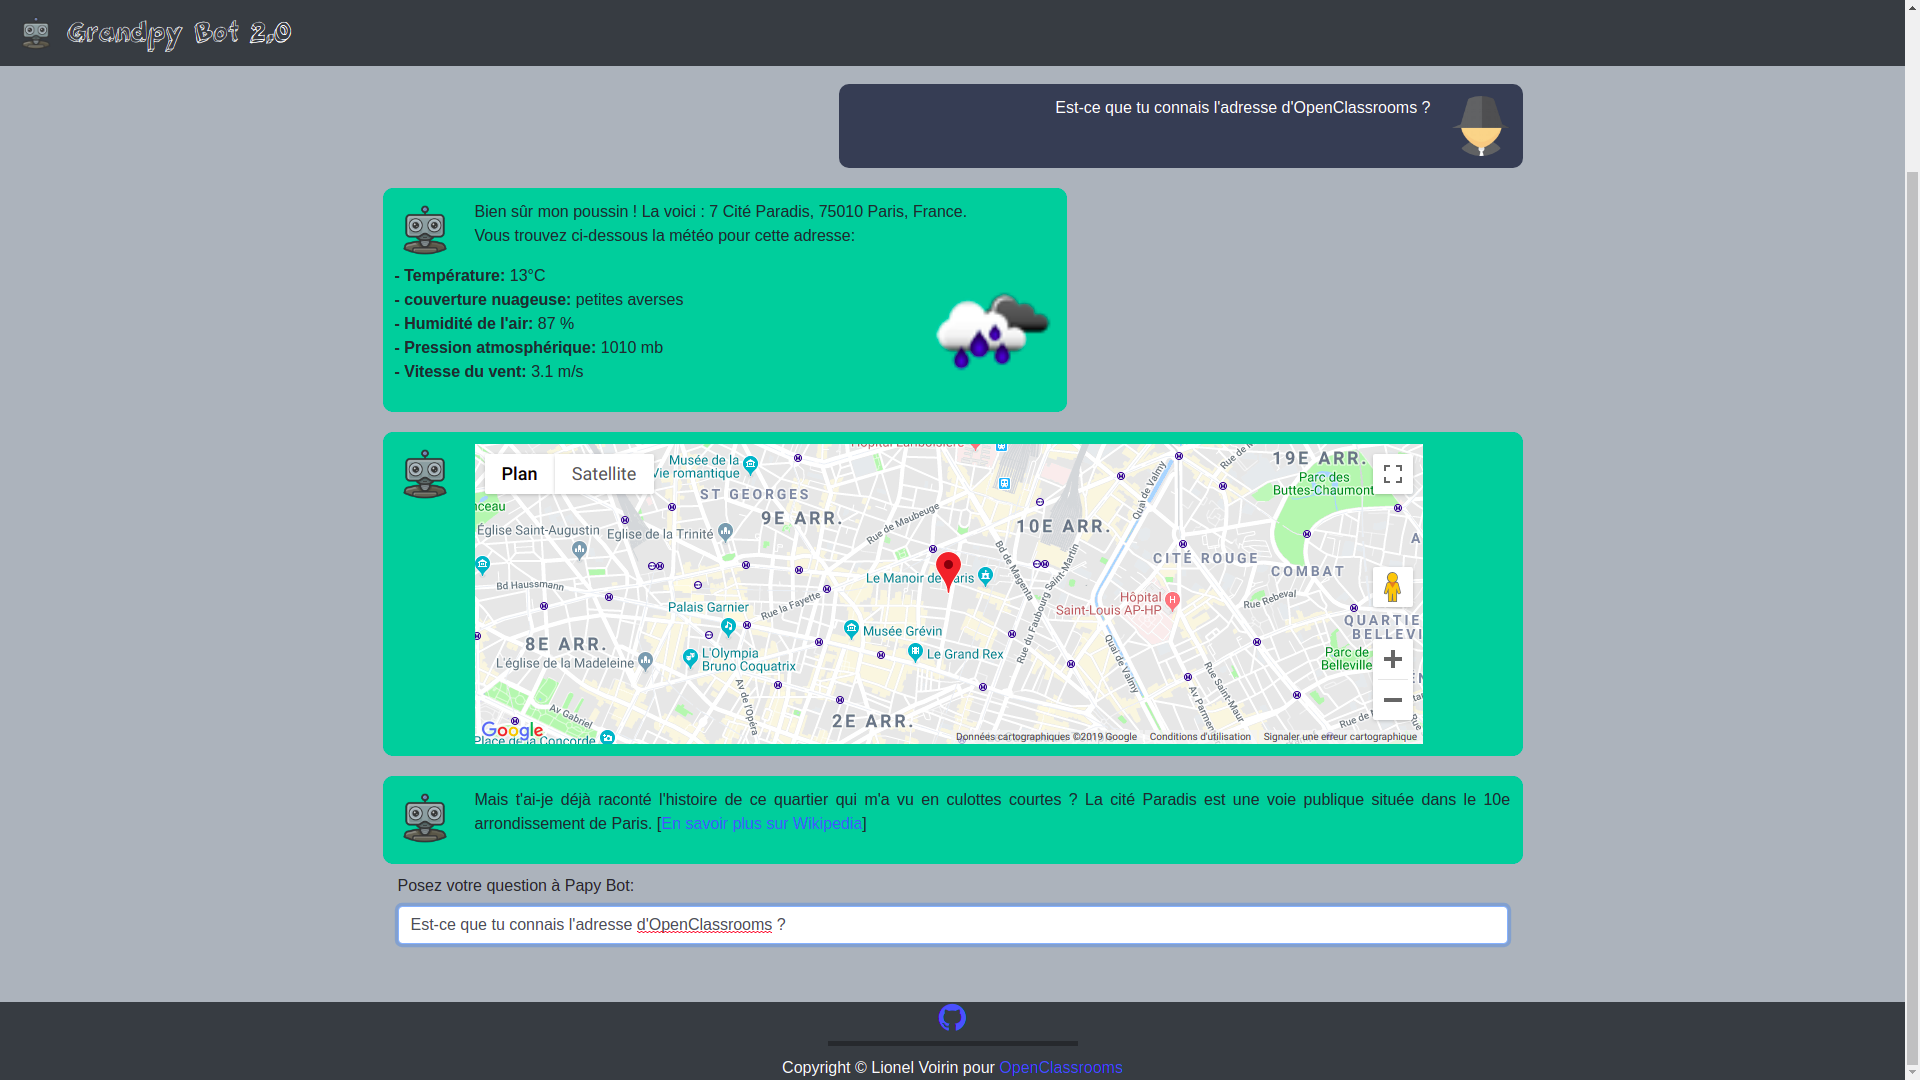 Grandpy Bot 2.0
Est-ce que tu connais l'adresse d'OpenClassrooms ?
Bien sûr mon poussin ! La voici : 7 Cité Paradis, 75010 Paris, France.
Vous trouvez ci-dessous la météo pour cette adresse:
- Température: 13°C
- couverture nuageuse: petites averses
- Humidité de l'air: 87 %
- Pression atmosphérique: 1010 mb
- Vitesse du vent: 3.1 m/s
Plan
Satellite
Musée de la
Vie romantique
ST GEORGES
9E ARR.
Rue de Maubeuge
10E ARR.
Quai de Valmy
19E ARR.
Parc des
Buttes-Chaumont
Église Saint-Augustin
Eglise de la Trinité
Bd de Magenta
Rue du Faubourg Saint-Martin
CITÉ ROUGE
COMBAT
Bd Haussmann
Le Manoir de Paris
Palais Garnier
Rue la Fayette
Hôpital
Saint-Louis AP-HP
Rue Rebeval
8E ARR.
Musée Grévin
Le Grand Rex
L'église de la Madeleine
L'Olympia
Bruno Coquatrix
Quai de Valmy
Rue Saint-Maur
Parc de
Belleville
Av Gabriel
Av de l'Opéra
2E ARR.
Google
Place de la Concorde
Données cartographiques ©2019 Google
Conditions d'utilisation
Signaler une erreur cartographique
Mais t'ai-je déjà raconté l'histoire de ce quartier qui m'a vu en culottes courtes ? La cité Paradis est une voie publique située dans le 10e
arrondissement de Paris. [En savoir plus sur Wikipedia]
Posez votre question à Papy Bot:
Est-ce que tu connais l'adresse d'OpenClassrooms ?
Copyright © Lionel Voirin pour OpenClassrooms